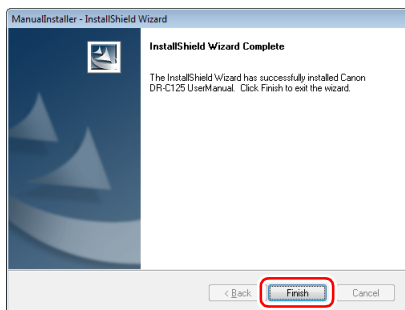 ManualInstaller - InstallShield Wizard
InstallShield Wizard Complete
The InstallShield Wizard has successfully installed Canon
DR-C125 UserManual. Click Finish to exit the wizard.
< Back
Finish
Cancel